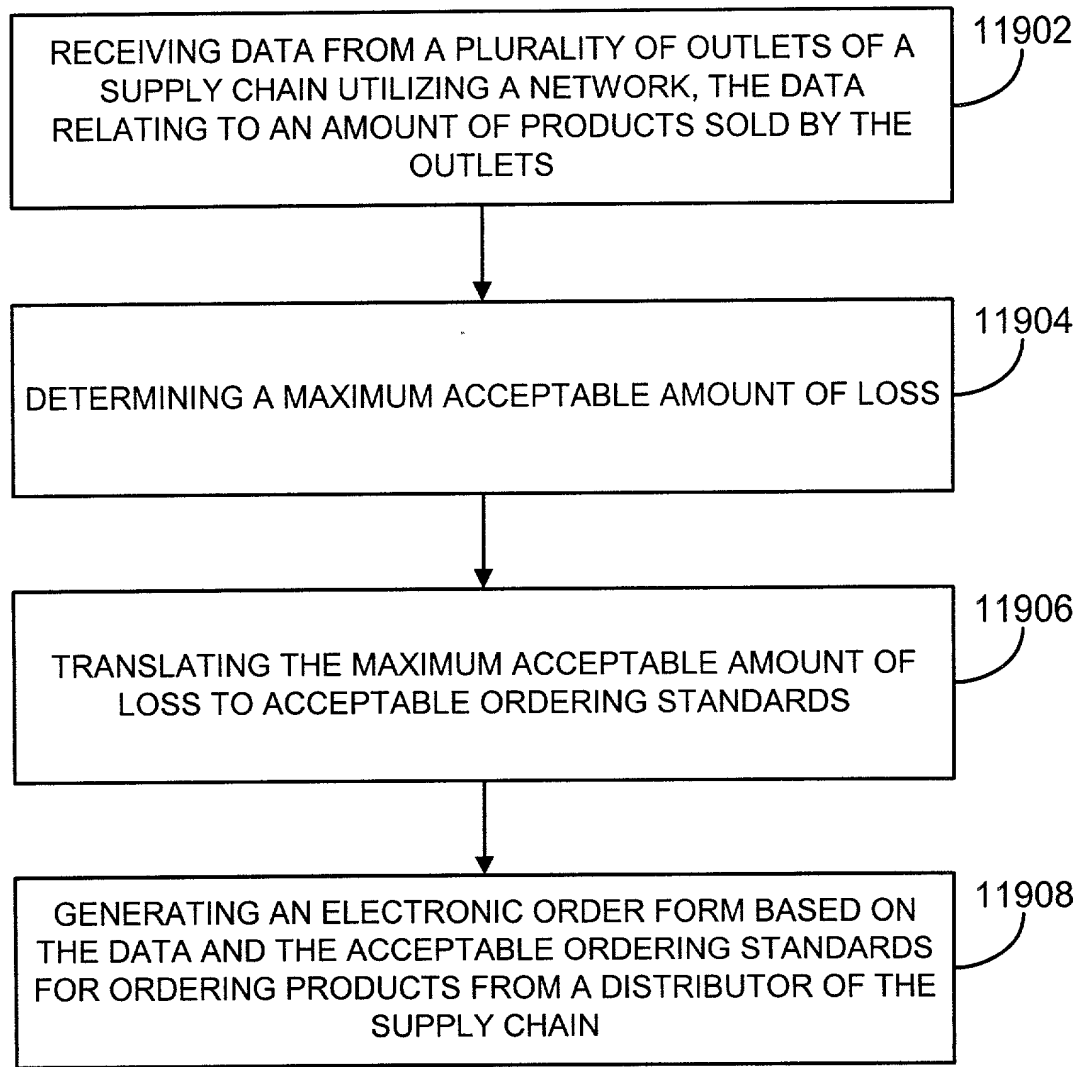 11902
RECEIVING DATA FROM A PLURALITY OF OUTLETS OF A
SUPPLY CHAIN UTILIZING A NETWORK, THE DATA
RELATING TO AN AMOUNT OF PRODUCTS SOLD BY THE
OUTLETS
11904
DETERMINING A MAXIMUM ACCEPTABLE AMOUNT OF LOSS
11906
TRANSLATING THE MAXIMUM ACCEPTABLE AMOUNT OF
LOSS TO ACCEPTABLE ORDERING STANDARDS
11908
GENERATING AN ELECTRONIC ORDER FORM BASED ON
THE DATA AND THE ACCEPTABLE ORDERING STANDARDS
FOR ORDERING PRODUCTS FROM A DISTRIBUTOR OF THE
SUPPLY CHAIN